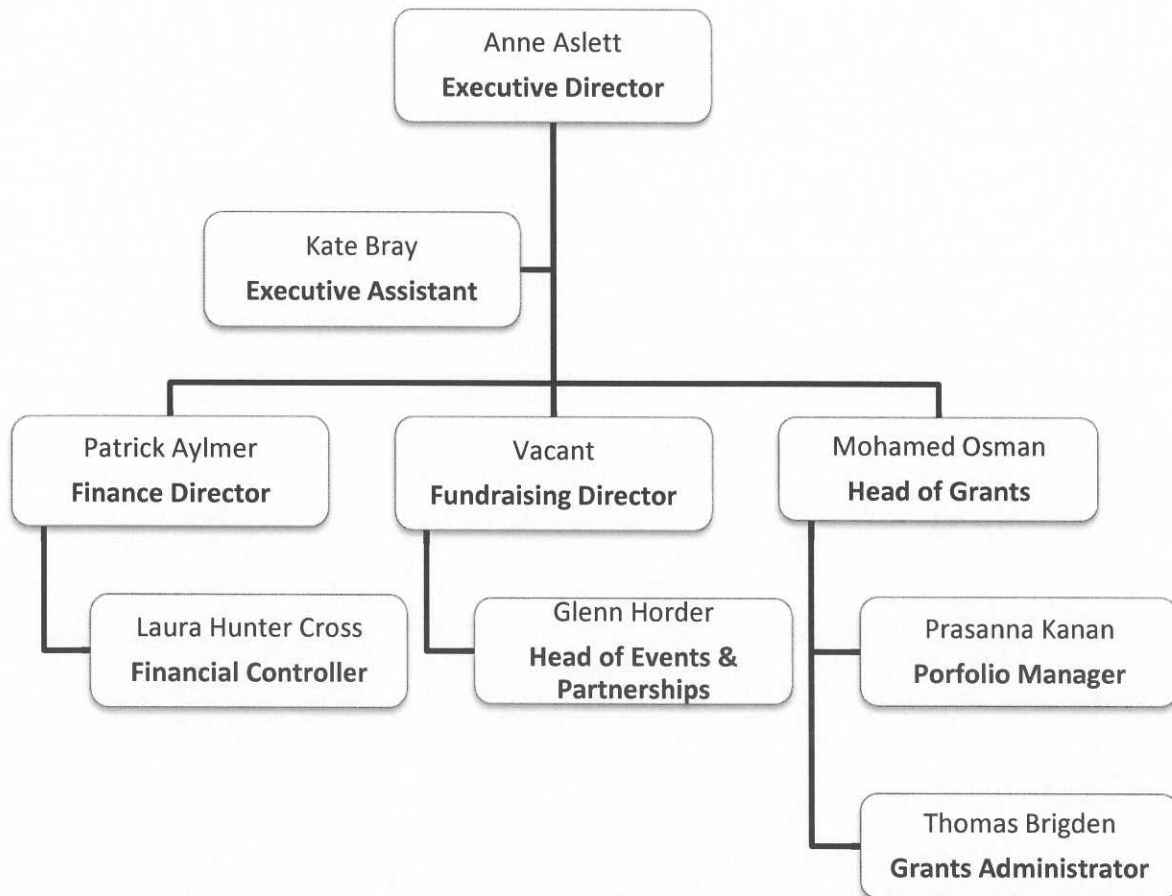 Anne Aslett
Executive Director
Kate Bray
Executive Assistant
Patrick Aylmer
Finance Director
Vacant
Fundraising Director
Mohamed Osman
Head of Grants
Laura Hunter Cross
Financial Controller
Glenn Horder
Head of Events &
Partnerships
Prasanna Kanan
Porfolio Manager
Thomas Brigden
Grants Administrator